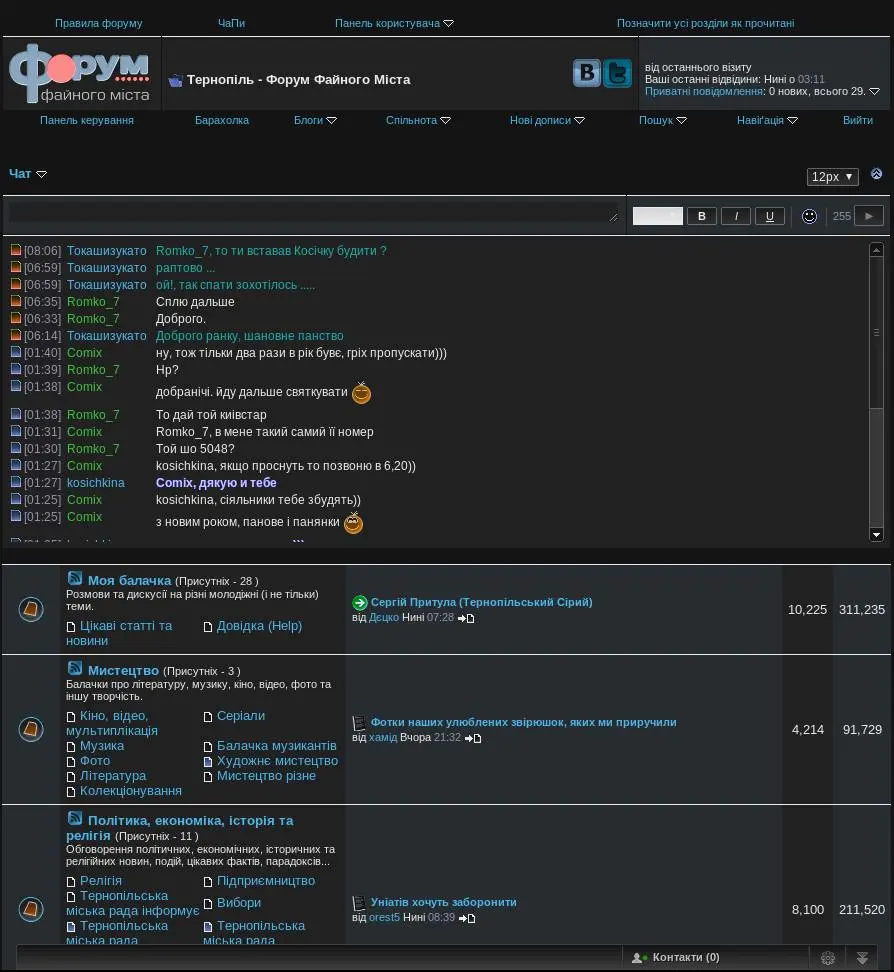 Правила форуму ЧаПи Панель користувача Позначити усі розділи як прочитані
Форум
файного міста
Тернопіль - Форум Файного Міста
B
від останнього візиту
Ваші останні відвідини: Нині о 03:11
Приватні повідомлення: 0 нових, всього 29.
Панель керування Барахолка Блоги Спільнота Нові дописи Пошук Навіґація Вийти
Чат 12px
B I U 255
[08:06] Токашизукато Romko_7, то ти вставав Косічку будити ?
[06:59] Токашизукато раптово ...
[06:59] Токашизукато ой!, так спати зохотілось .....
[06:35] Romko_7 Сплю дальше
[06:33] Romko_7 Доброго.
[06:14] Токашизукато Доброго ранку, шановне панство
[01:40] Comix ну, тож тільки два рази в рік буве, гріх пропускати)))
[01:39] Romko_7 Нр?
[01:38] Comix добранічі. йду дальше святкувати
[01:38] Romko_7 То дай той київстар
[01:31] Comix Romko_7, в мене такий самий її номер
[01:30] Romko_7 Той шо 5048?
[01:27] Comix kosichkina, якщо проснуть то позвоню в 6,20))
[01:27] kosichkina Comix, дякую и тебе
[01:25] Comix kosichkina, сіяльники тебе збудять))
[01:25] Comix з новим роком, панове і панянки
Моя балачка (Присутніх - 28 )
Розмови та дискусії на різні молодіжні (і не тільки)
теми.
Цікаві статті та
новини
Довідка (Help)
Сергій Притула (Тернопільський Сірий)
від Дєцко Нині 07:28
10,225 311,235
Мистецтво (Присутніх - 3 )
Балачки про літературу, музику, кіно, відео, фото та
іншу творчість.
Кіно, відео,
мультиплікація
Серіали
Музика Балачка музикантів
Фото Художнє мистецтво
Література Мистецтво різне
Колекціонування
Фотки наших улюблених звірюшок, яких ми приручили
від хамід Вчора 21:32
4,214 91,729
Політика, економіка, історія та
релігія (Присутніх - 11 )
Обговорення політичних, економічних, історичних та
релігійних новин, подій, цікавих фактів, парадоксів...
Релігія Підприємництво
Тернопільська
міська рада інформує
Вибори
Тернопільська
міська рада
Тернопільська
міська рада
Уніатів хочуть заборонити
від orest5 Нині 08:39
8,100 211,520
Контакти (0)